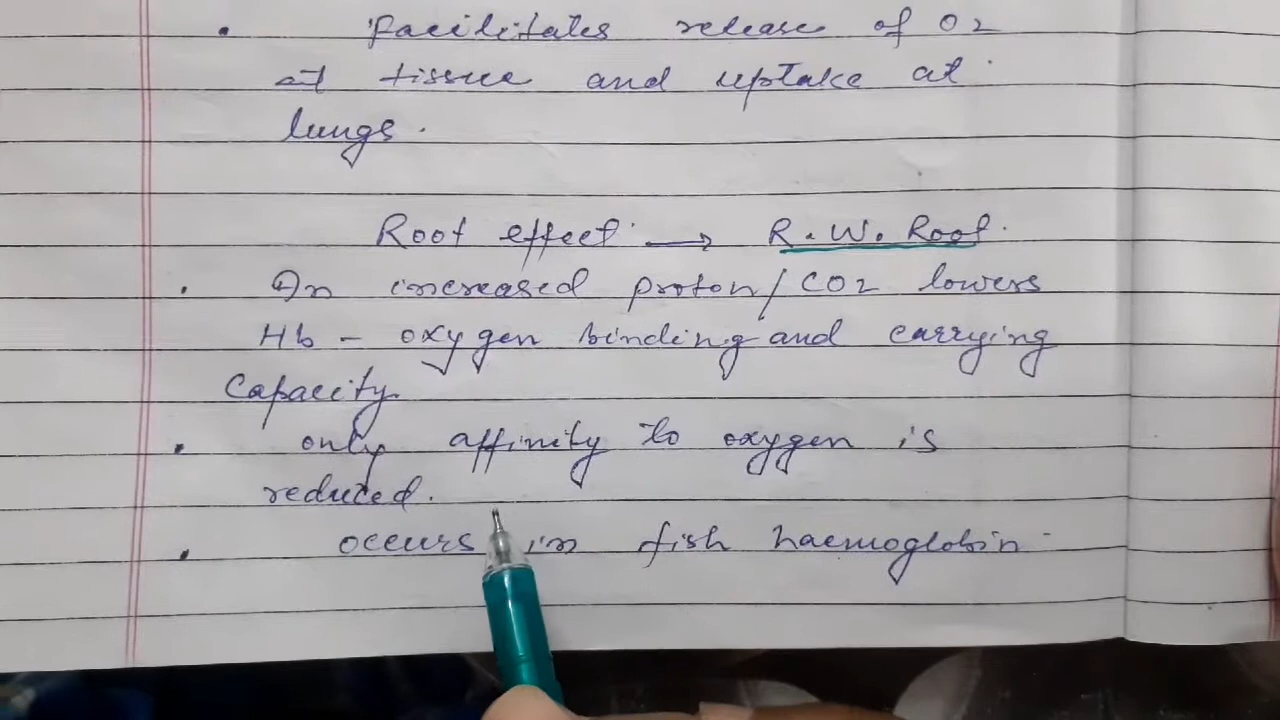 • Facilitates release of O2
at tissue and uptake at
lungs.
Root effect → R.W. Root.
• In increased proton/CO2 lowers
Hb - oxygen binding and carrying
Capacity.
• only affinity to oxygen is
reduced.
• occurs in fish haemoglobin